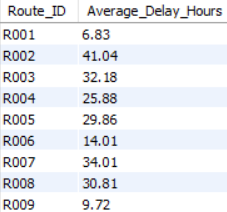 Route_ID Average_Delay_Hours
R001 6.83
R002 41.04
R003 32.18
R004 25.88
R005 29.86
R006 14.01
R007 34.01
R008 30.81
R009 9.72